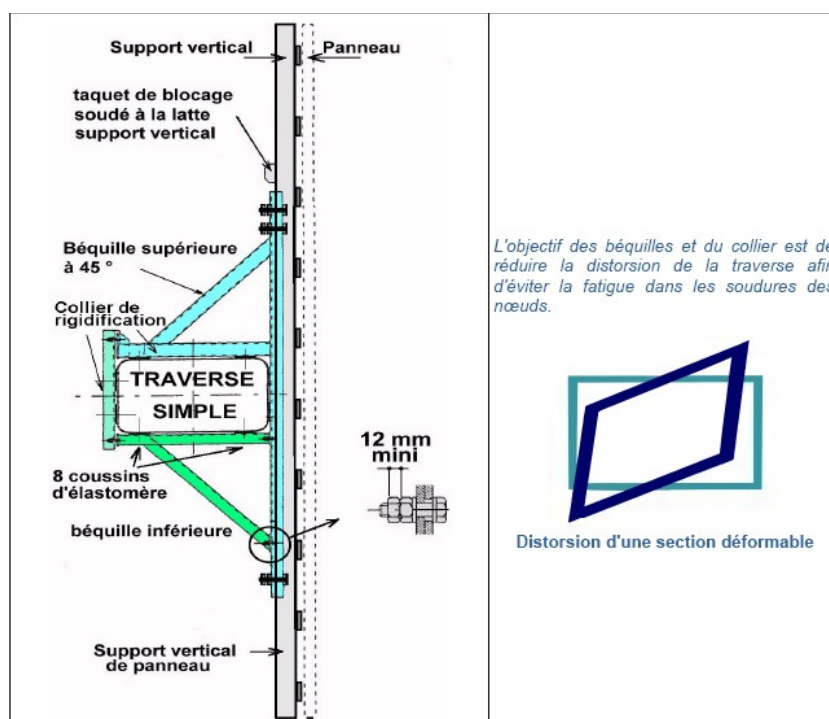 Support vertical
Panneau
taquet de blocage
soudé à la latte
support vertical
Béquille supérieure
à 45 °
Collier de
rigidification
TRAVERSE
SIMPLE
12 mm
mini
8 coussins
d'élastomère
béquille inférieure
Support vertical
de panneau
L'objectif des béquilles et du collier est de
réduire la distorsion de la traverse afin
d'éviter la fatigue dans les soudures des
nœuds.
Distorsion d'une section déformable